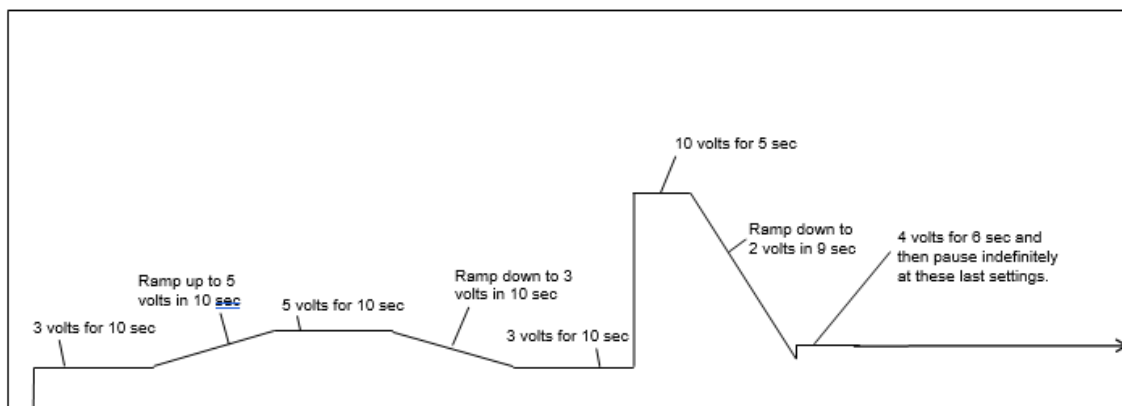 10 volts for 5 sec
Ramp down to
2 volts in 9 sec
4 volts for 6 sec and
then pause indefinitely
at these last settings.
Ramp up to 5
volts in 10 sec
Ramp down to 3
volts in 10 sec
5 volts for 10 sec
3 volts for 10 sec
3 volts for 10 sec